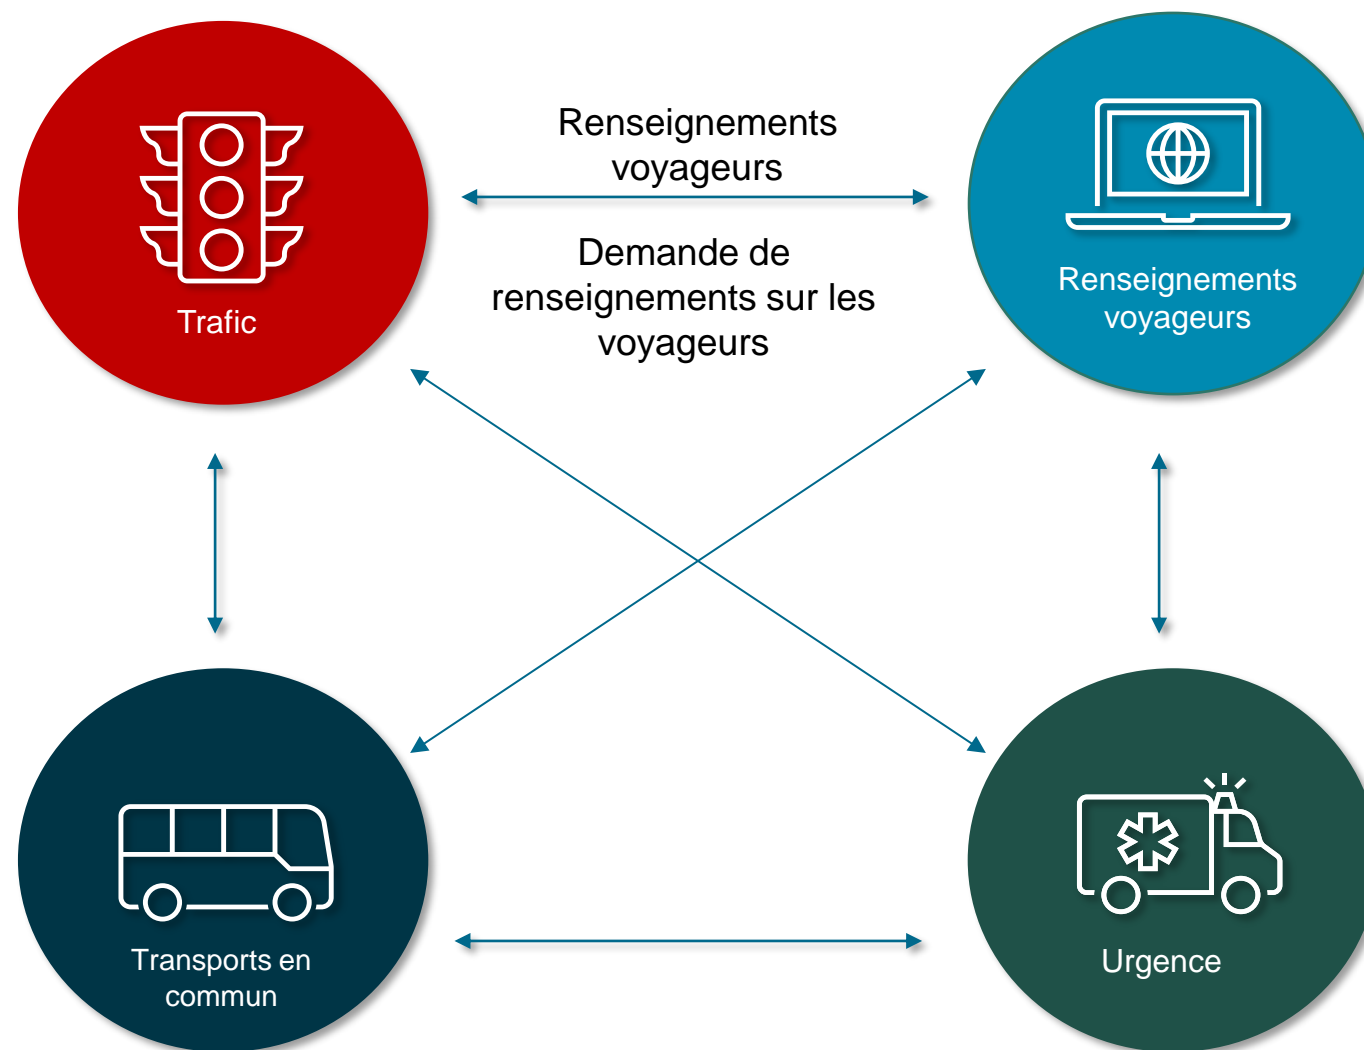 Renseignements
voyageurs
Demande de
renseignements sur les
voyageurs
Trafic
Renseignements
voyageurs
Transports en
commun
Urgence